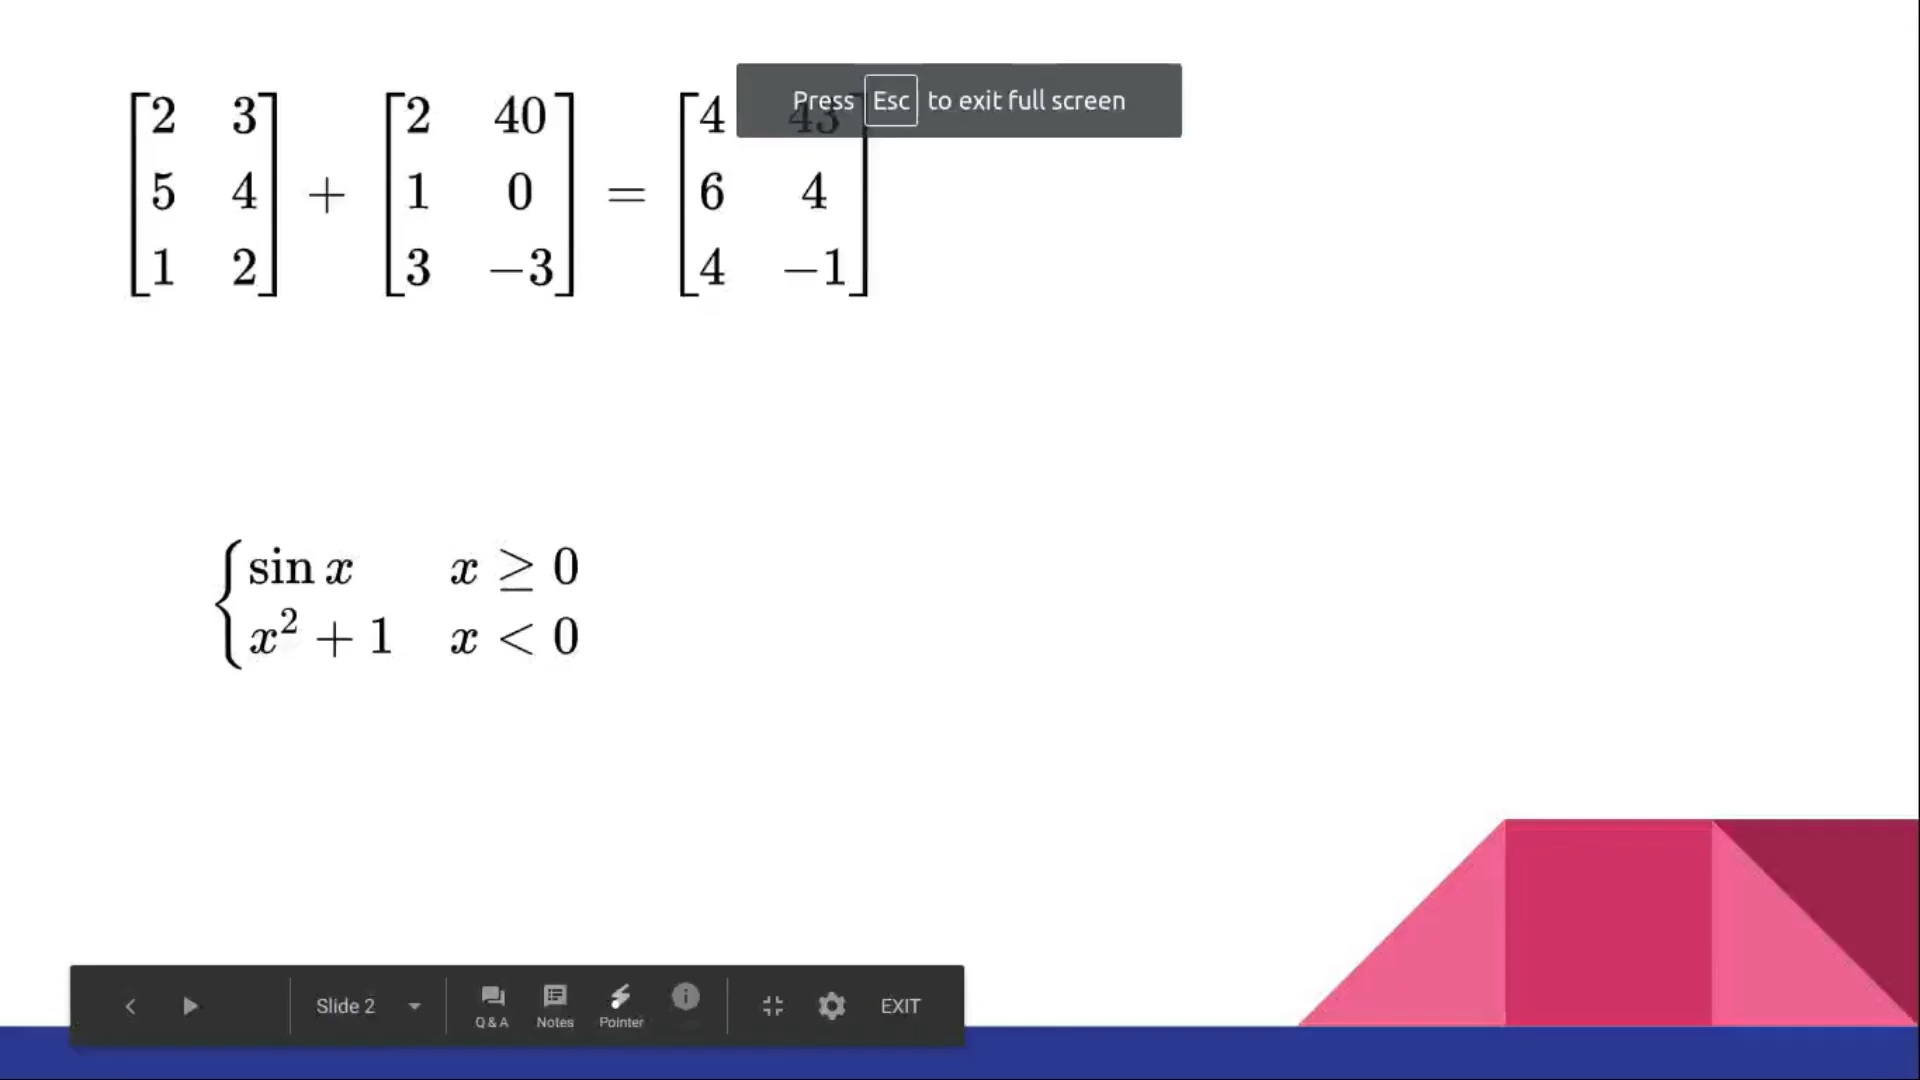 Press Esc to exit full screen
[2 3] [2 40] [4 43]
[5 4] + [1 0] = [6 4]
[1 2] [3 −3] [4 −1]
{ sin x x ≥ 0
x² + 1 x < 0
Slide 2 Q & A Notes Pointer EXIT